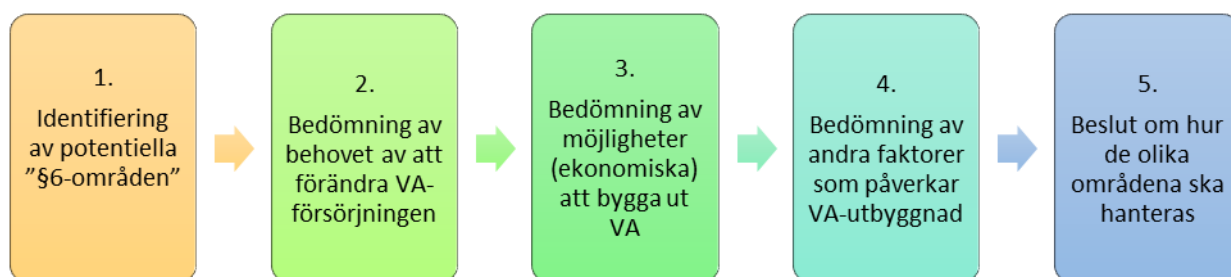 1.
Identifiering
av potentiella
”§6-områden”
2.
Bedömning av
behovet av att
förändra VA-
försörjningen
3.
Bedömning av
möjligheter
(ekonomiska)
att bygga ut
VA
4.
Bedömning av
andra faktorer
som påverkar
VA-utbyggnad
5.
Beslut om hur
de olika
områdena ska
hanteras